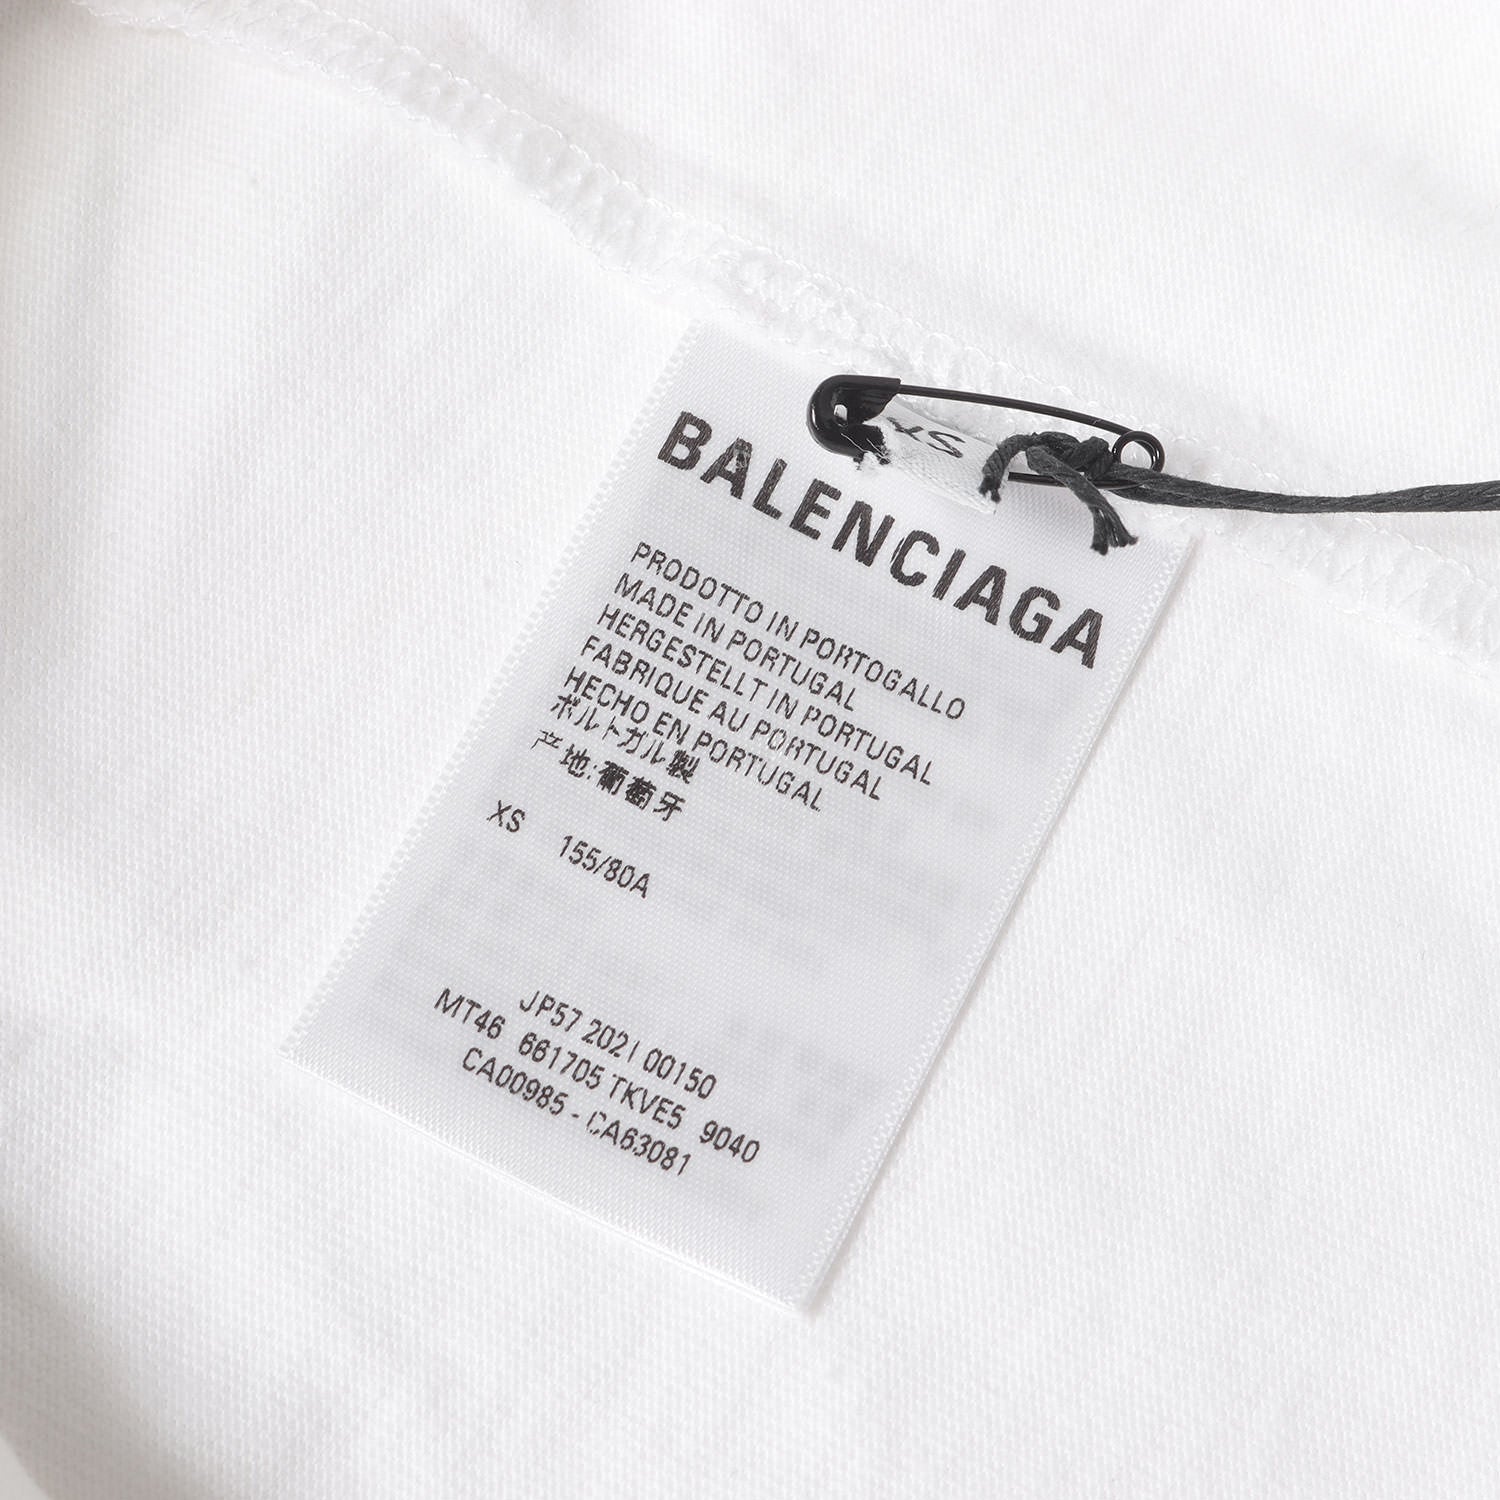 XS
BALENCIAGA
PRODOTTO IN PORTOGALLO
MADE IN PORTUGAL
HERGESTELLT IN PORTUGAL
FABRIQUE AU PORTUGAL
HECHO EN PORTUGAL
ポルトガル製
产地:葡萄牙
XS 155/80A
JP57 2021 00150
MT46 661705 TKVE5 9040
CA00985 - CA63081